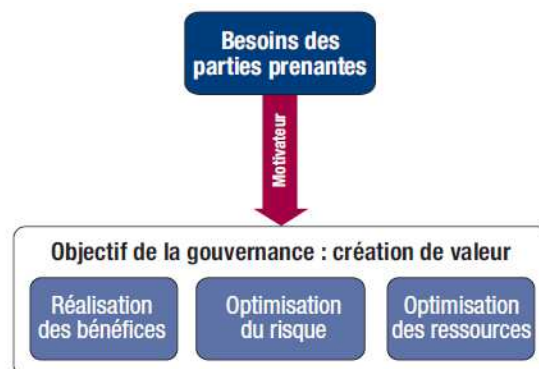 Besoins des
parties prenantes
Motivateur
Objectif de la gouvernance : création de valeur
Réalisation
des bénéfices
Optimisation
du risque
Optimisation
des ressources